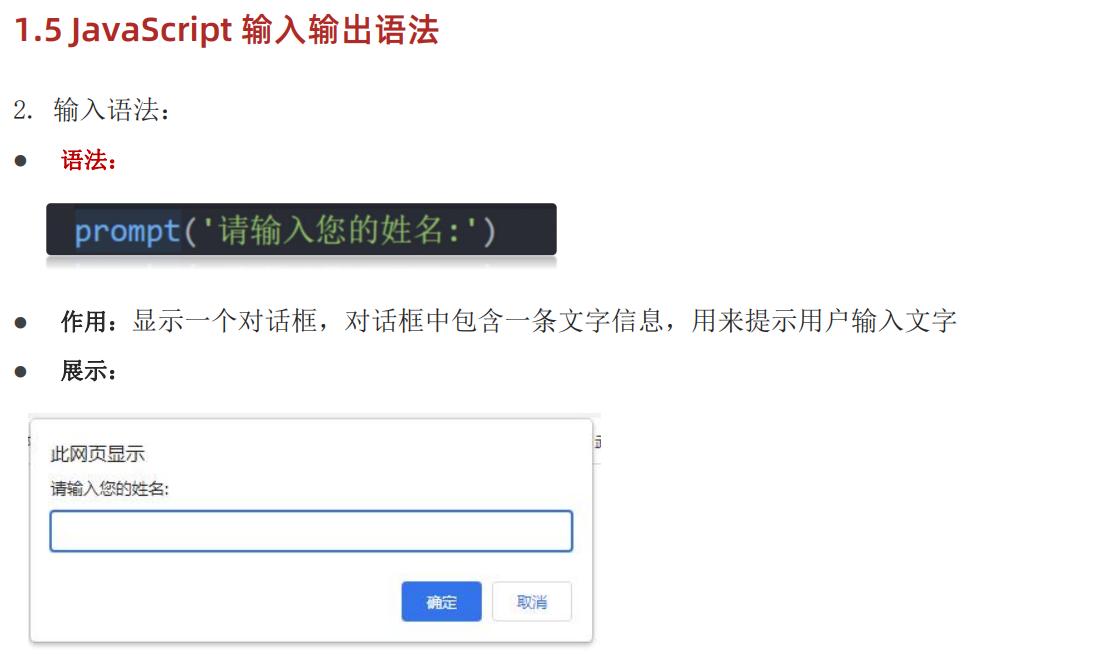 1.5 JavaScript 输入输出语法
2. 输入语法：
● 语法：
prompt('请输入您的姓名:')
● 作用：显示一个对话框，对话框中包含一条文字信息，用来提示用户输入文字
● 展示：
此网页显示
请输入您的姓名:
确定 取消